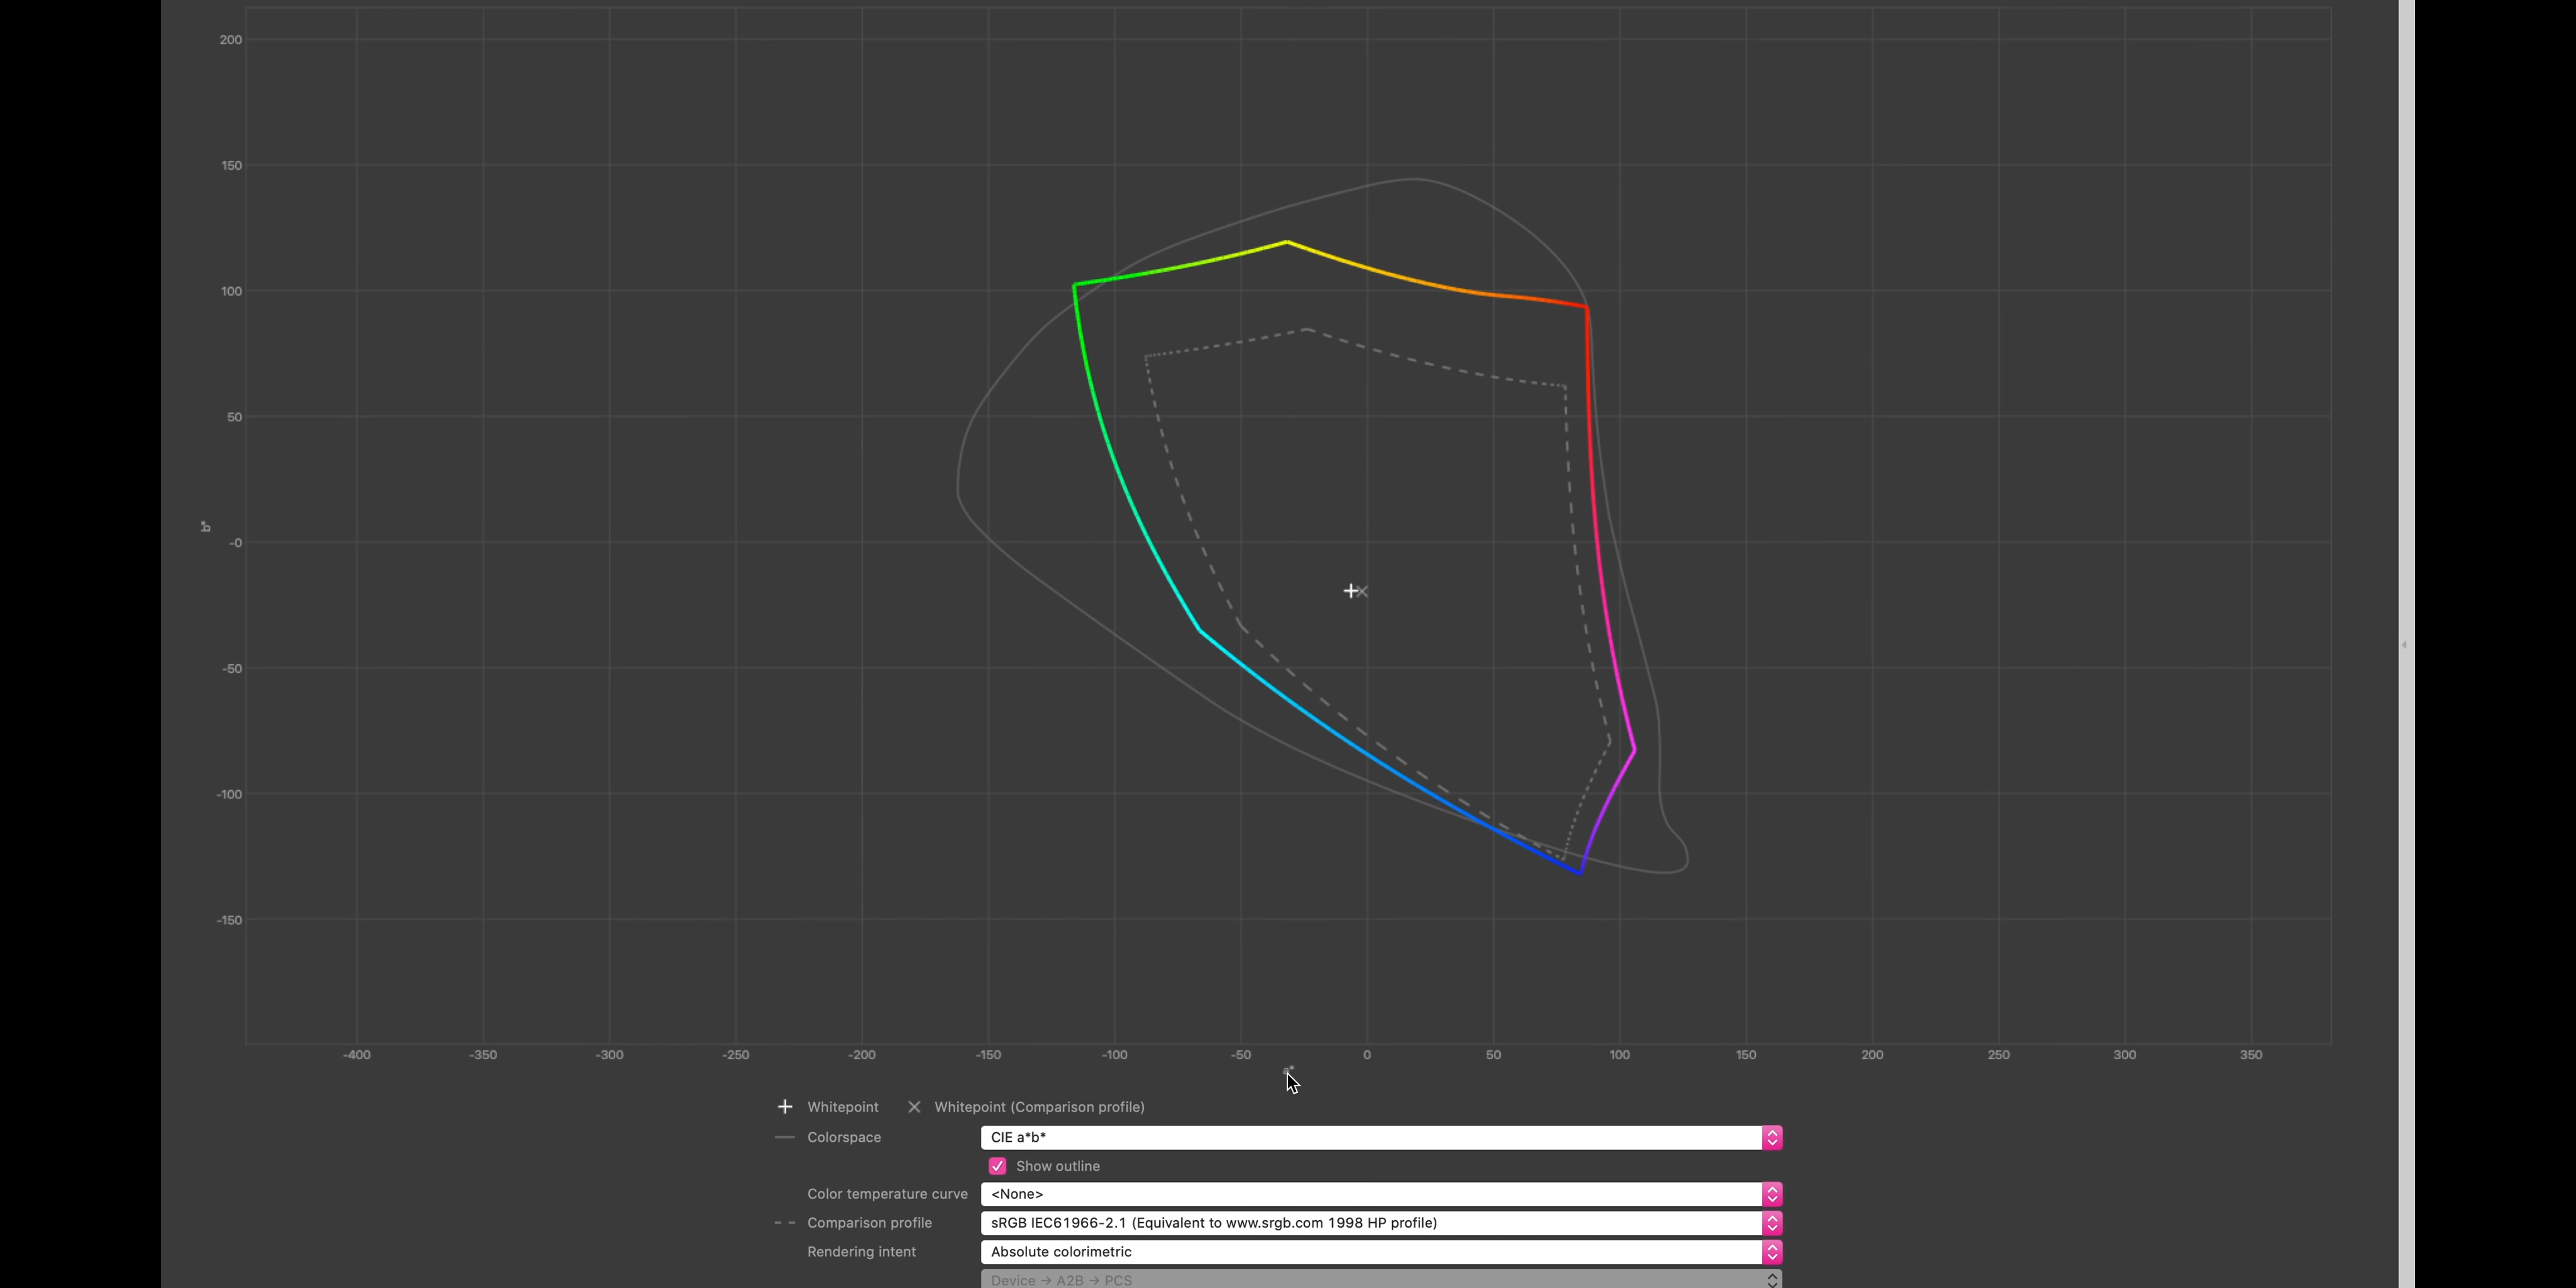 200
150
100
50
-0
-50
-100
-150
b*
-400 -350 -300 -250 -200 -150 -100 -50 0 50 100 150 200 250 300 350
a*
Whitepoint Whitepoint (Comparison profile)
Colorspace CIE a*b*
Show outline
Color temperature curve <None>
Comparison profile sRGB IEC61966-2.1 (Equivalent to www.srgb.com 1998 HP profile)
Rendering intent Absolute colorimetric
Device → A2B → PCS